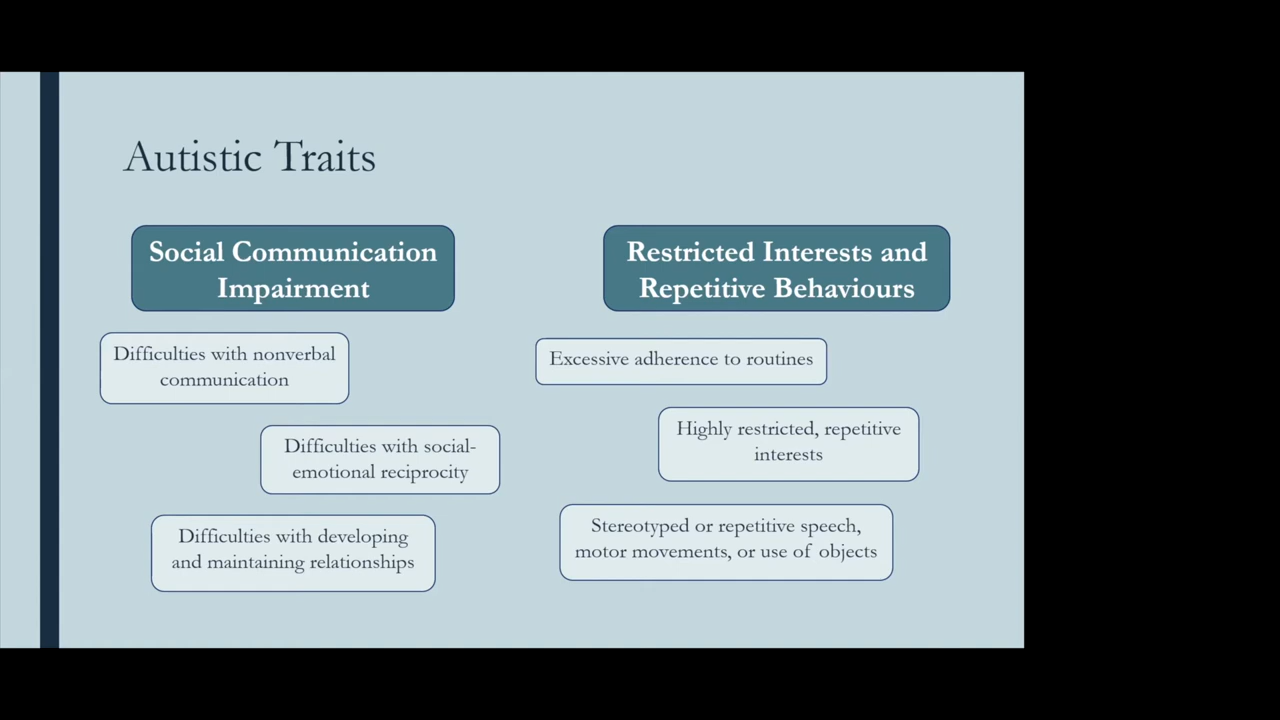 Autistic Traits
Social Communication
Impairment
Difficulties with nonverbal
communication
Difficulties with social-
emotional reciprocity
Difficulties with developing
and maintaining relationships
Restricted Interests and
Repetitive Behaviours
Excessive adherence to routines
Highly restricted, repetitive
interests
Stereotyped or repetitive speech,
motor movements, or use of objects